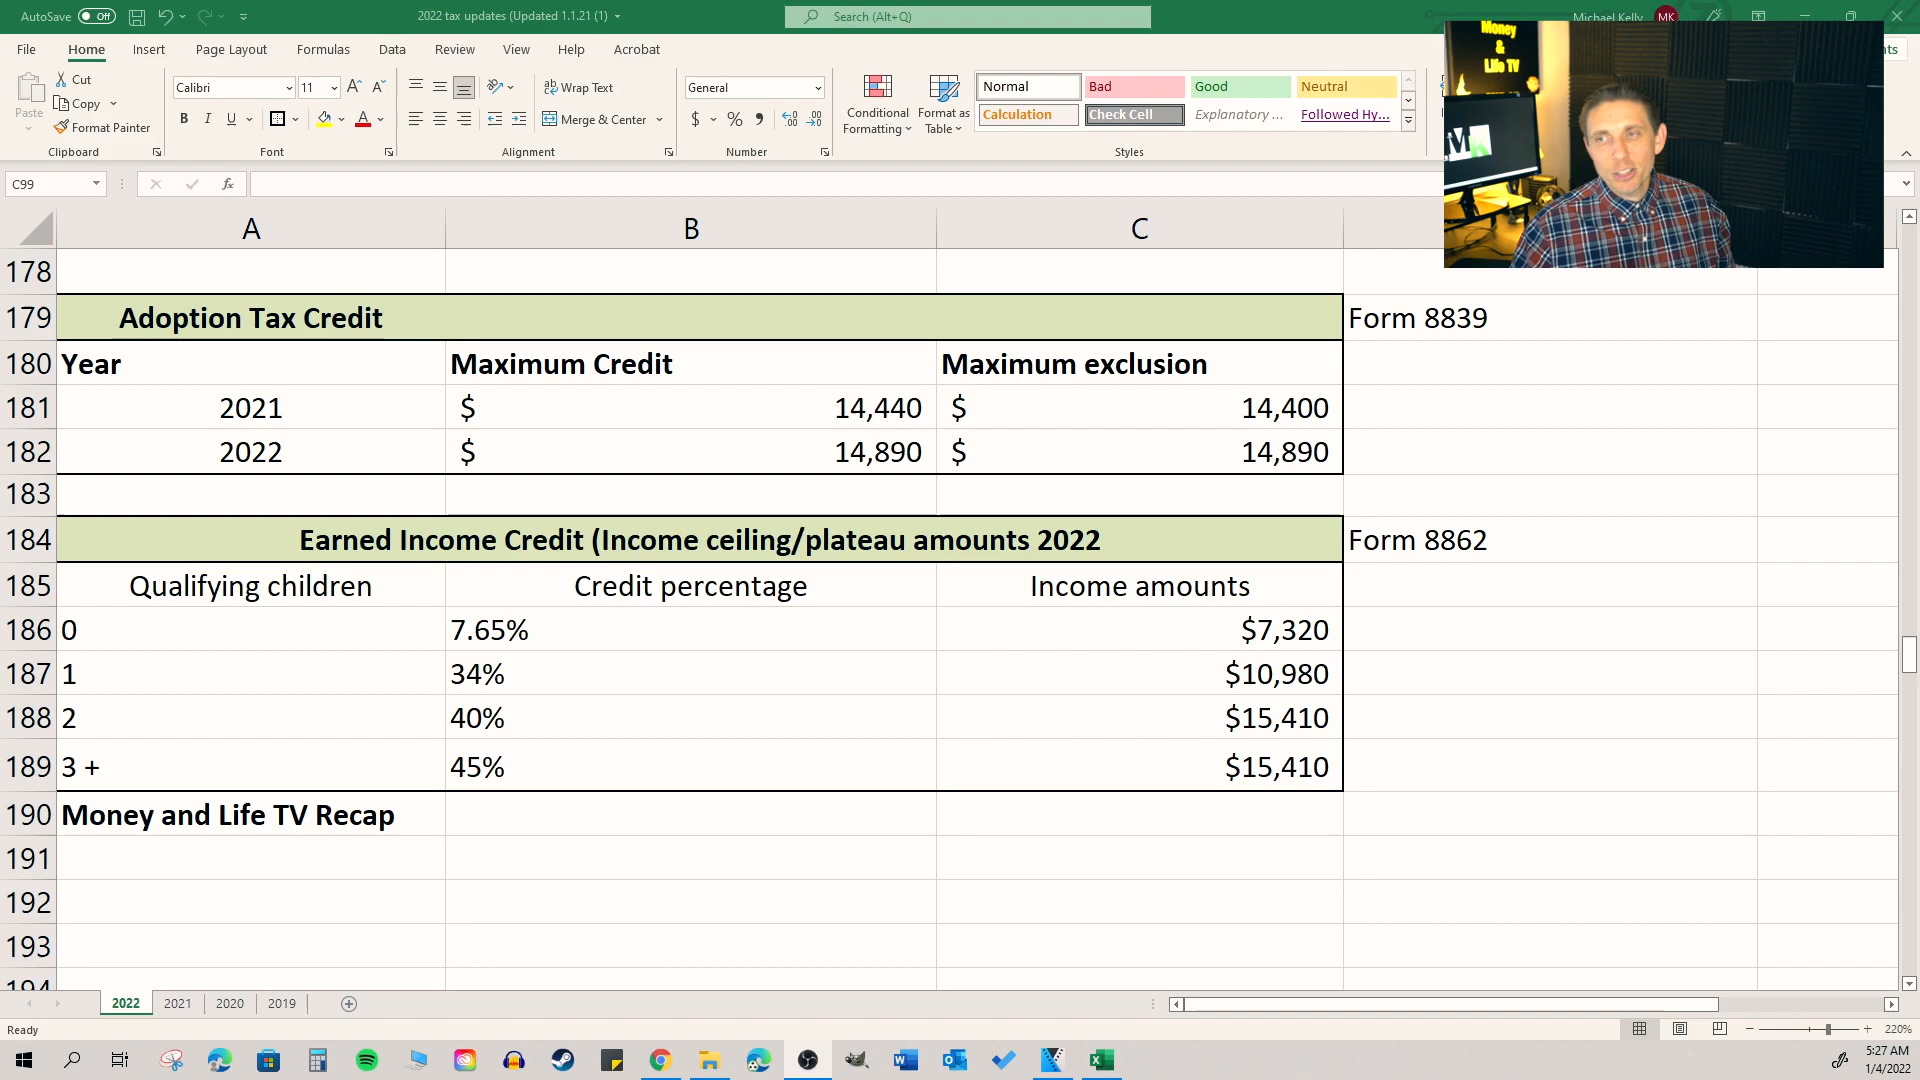 AutoSave Off 2022 tax updates (Updated 1.1.21 (1) Search (Alt+Q) Michael Kelly MK
File Home Insert Page Layout Formulas Data Review View Help Acrobat
Cut
Copy
Format Painter
Paste
Clipboard
Calibri 11
B I U
Font
Wrap Text
Merge & Center
Alignment
General
$ %
Number
Conditional Formatting
Format as Table
Normal Bad Good Neutral
Calculation Check Cell Explanatory ... Followed Hy...
Styles
Money
&
Life TV
C99 fx
A B C
178
179 Adoption Tax Credit Form 8839
180 Year Maximum Credit Maximum exclusion
181 2021 $ 14,440 $ 14,400
182 2022 $ 14,890 $ 14,890
183
184 Earned Income Credit (Income ceiling/plateau amounts 2022 Form 8862
185 Qualifying children Credit percentage Income amounts
186 0 7.65% $7,320
187 1 34% $10,980
188 2 40% $15,410
189 3 + 45% $15,410
190 Money and Life TV Recap
191
192
193
194
2022 2021 2020 2019
Ready 220%
5:27 AM
1/4/2022